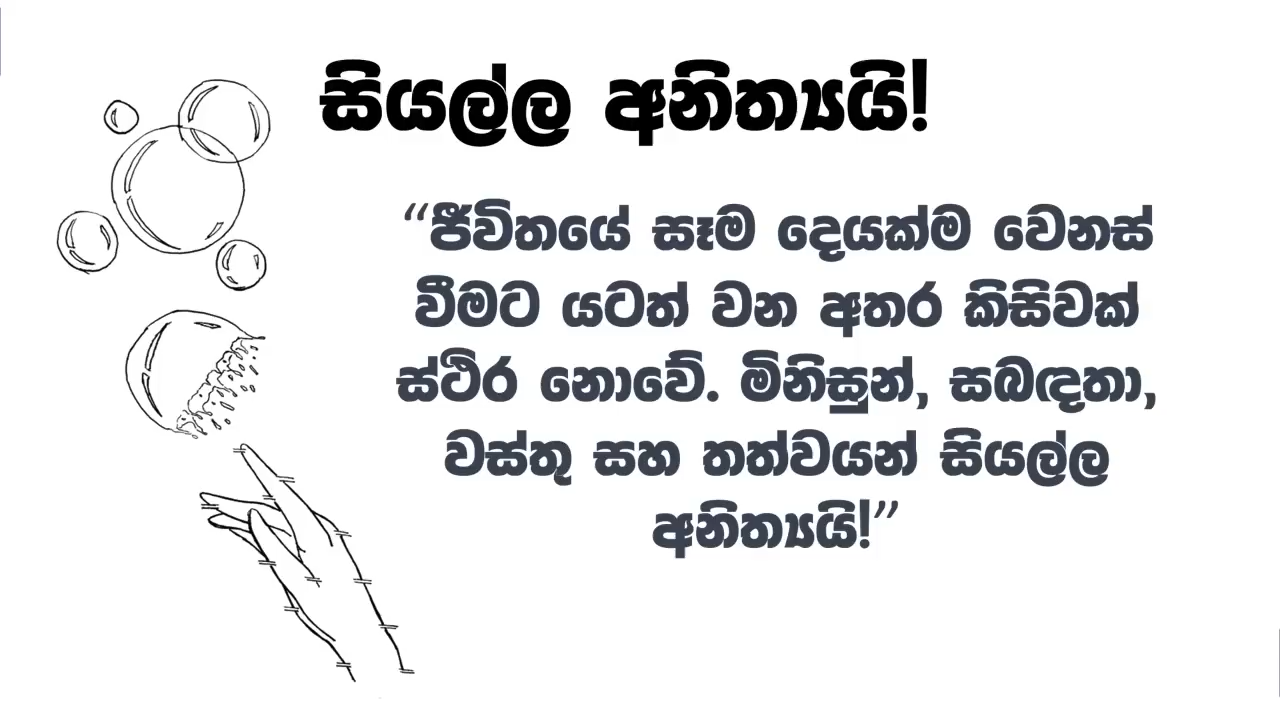 සියල්ල අනිත්‍යයි!
“ජීවිතයේ සෑම දෙයක්ම වෙනස්
වීමට යටත් වන අතර කිසිවක්
ස්ථිර නොවේ. මිනිසුන්, සබඳතා,
වස්තු සහ තත්වයන් සියල්ල
අනිත්‍යයි!”